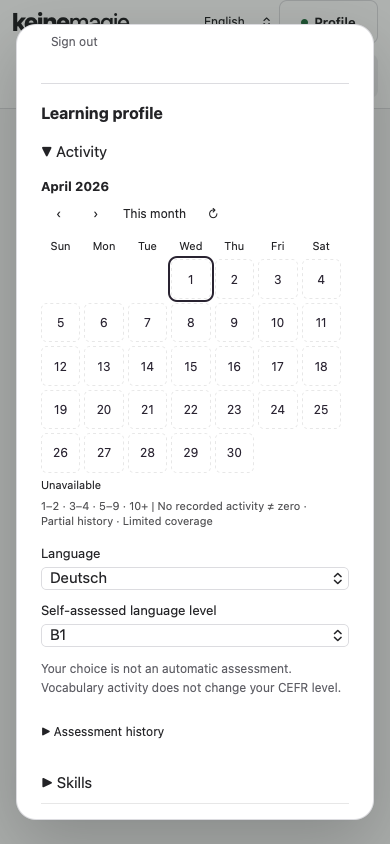 keinemagie
English
Profile
Sign out
Learning profile
▼ Activity
April 2026
‹ › This month ↻
Sun Mon Tue Wed Thu Fri Sat
1 2 3 4
5 6 7 8 9 10 11
12 13 14 15 16 17 18
19 20 21 22 23 24 25
26 27 28 29 30
Unavailable
1–2 · 3–4 · 5–9 · 10+ | No recorded activity ≠ zero ·
Partial history · Limited coverage
Language
Deutsch
Self-assessed language level
B1
Your choice is not an automatic assessment.
Vocabulary activity does not change your CEFR level.
▶ Assessment history
▶ Skills